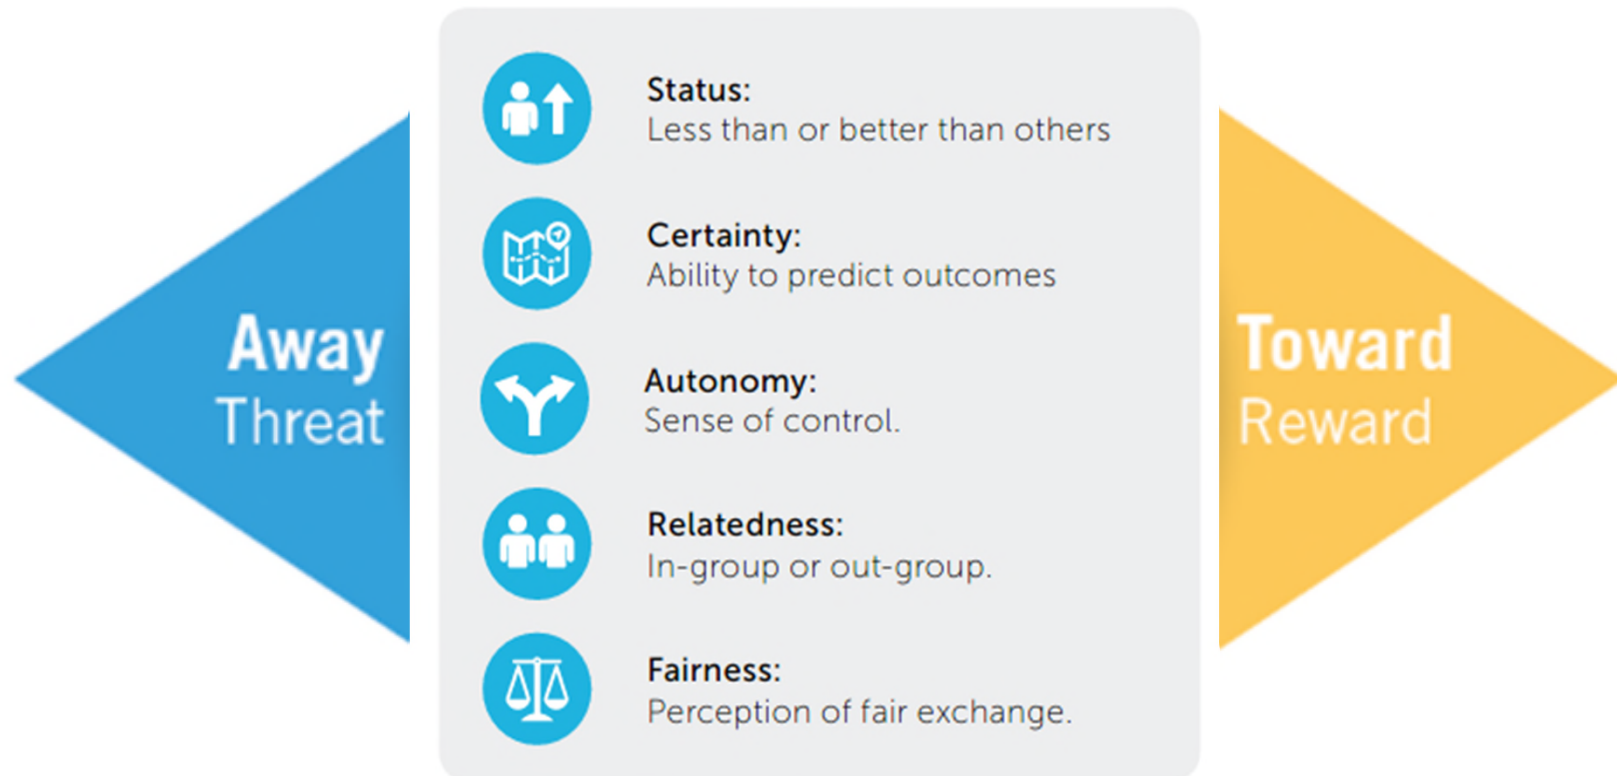 Away
Threat
Status:
Less than or better than others
Certainty:
Ability to predict outcomes
Autonomy:
Sense of control.
Relatedness:
In-group or out-group.
Fairness:
Perception of fair exchange.
Toward
Reward